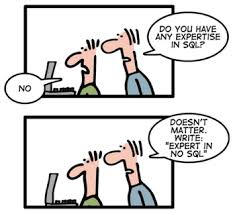 DO YOU HAVE
ANY EXPERTISE
IN SQL?
NO
DOESN'T
MATTER.
WRITE:
"EXPERT IN
NO SQL"